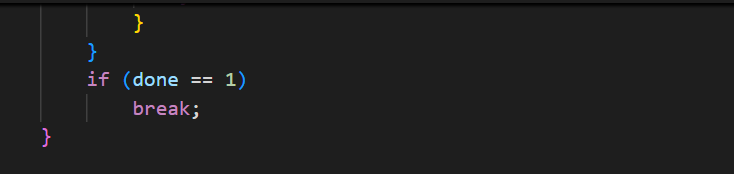 }
}
if (done == 1)
break;
}